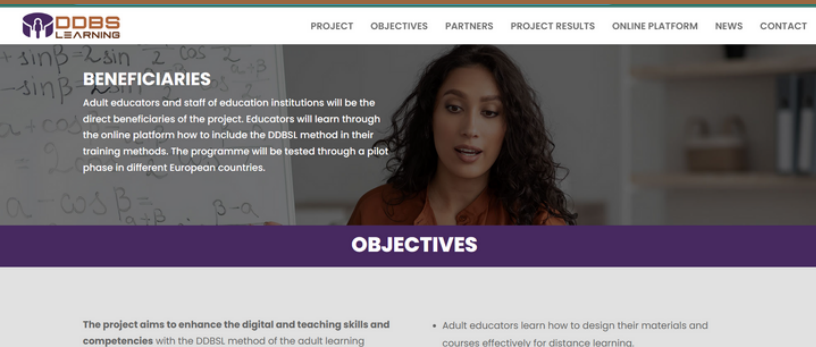 DDBS
LEARNING
PROJECT OBJECTIVES PARTNERS PROJECT RESULTS ONLINE PLATFORM NEWS CONTACT
BENEFICIARIES
Adult educators and staff of education institutions will be the
direct beneficiaries of the project. Educators will learn through
the online platform how to include the DDBSL method in their
training methods. The programme will be tested through a pilot
phase in different European countries.
OBJECTIVES
The project aims to enhance the digital and teaching skills and
competencies with the DDBSL method of the adult learning
• Adult educators learn how to design their materials and
courses effectively for distance learning.